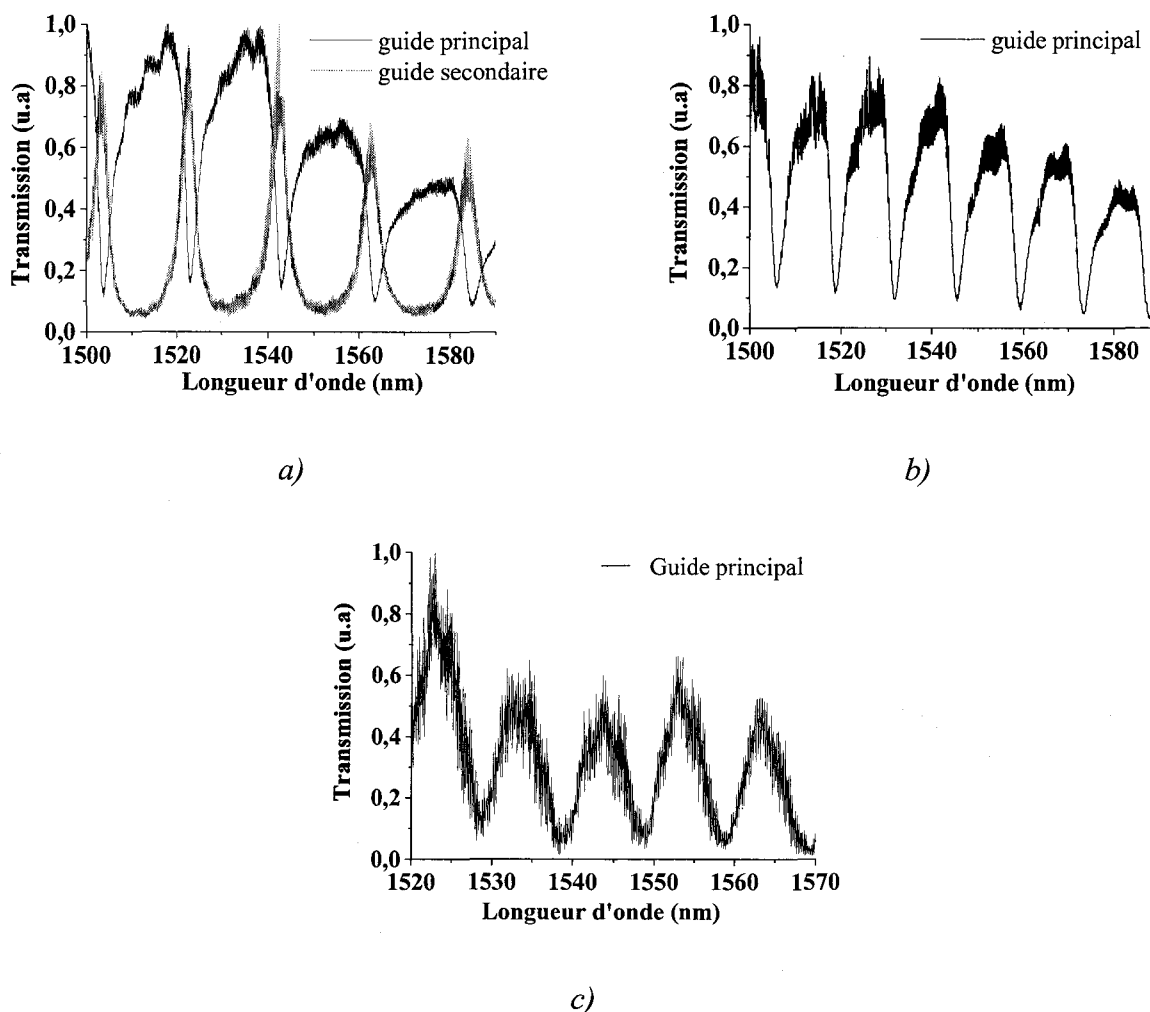 1,0
0,8
0,6
0,4
0,2
0,0
Transmission (u.a)
guide principal
guide secondaire
1500 1520 1540 1560 1580
Longueur d'onde (nm)
a)
1,0
0,8
0,6
0,4
0,2
0,0
Transmission (u.a)
guide principal
1500 1520 1540 1560 1580
Longueur d'onde (nm)
b)
1,0
0,8
0,6
0,4
0,2
0,0
Transmission (u.a)
Guide principal
1520 1530 1540 1550 1560 1570
Longueur d'onde (nm)
c)